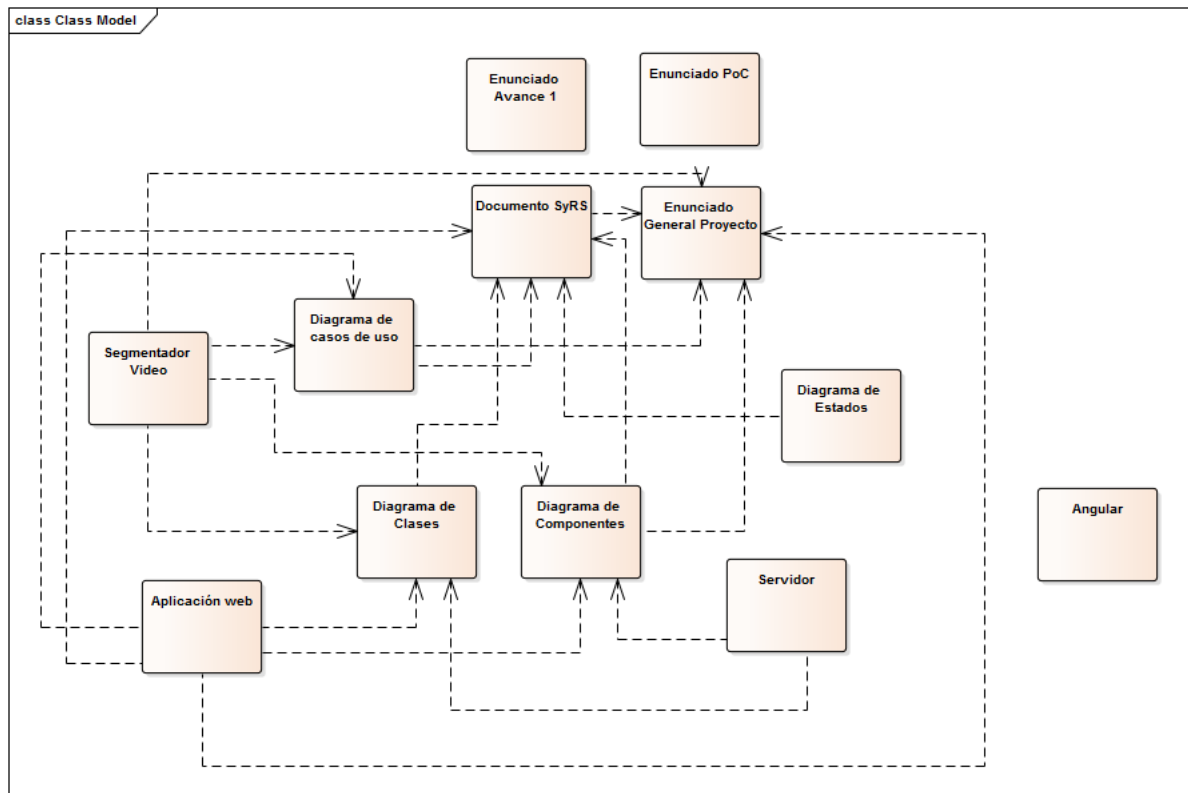 class Class Model
Enunciado
Avance 1
Enunciado PoC
Documento SyRS
Enunciado
General Proyecto
Diagrama de
casos de uso
Segmentador
Video
Diagrama de
Estados
Diagrama de
Clases
Diagrama de
Componentes
Angular
Servidor
Aplicación web